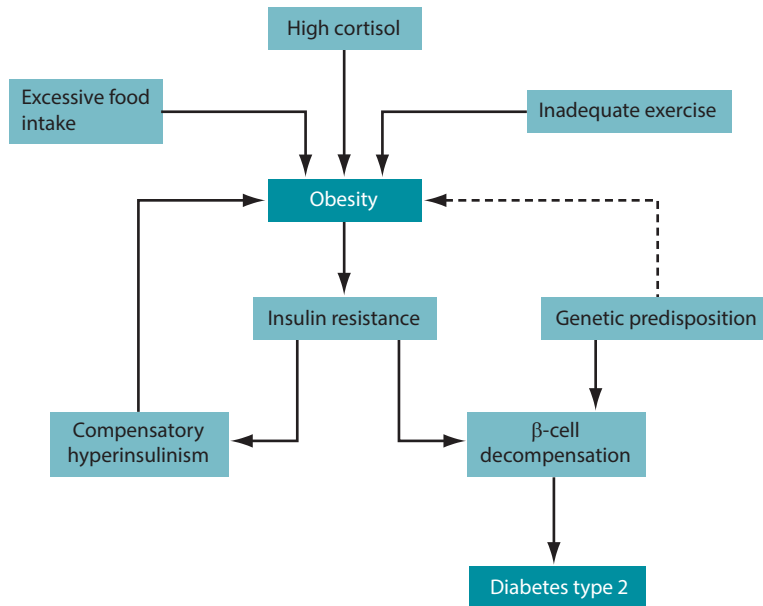 High cortisol
Excessive food
intake
Inadequate exercise
Obesity
Insulin resistance
Genetic predisposition
Compensatory
hyperinsulinism
β-cell
decompensation
Diabetes type 2